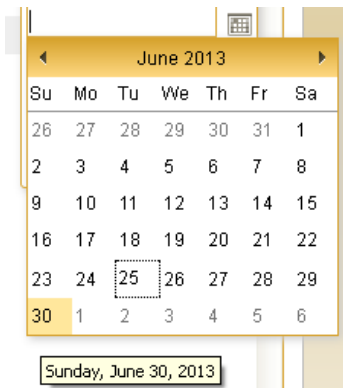 June 2013
Su Mo Tu We Th Fr Sa
26 27 28 29 30 31 1
2 3 4 5 6 7 8
9 10 11 12 13 14 15
16 17 18 19 20 21 22
23 24 25 26 27 28 29
30 1 2 3 4 5 6
Sunday, June 30, 2013